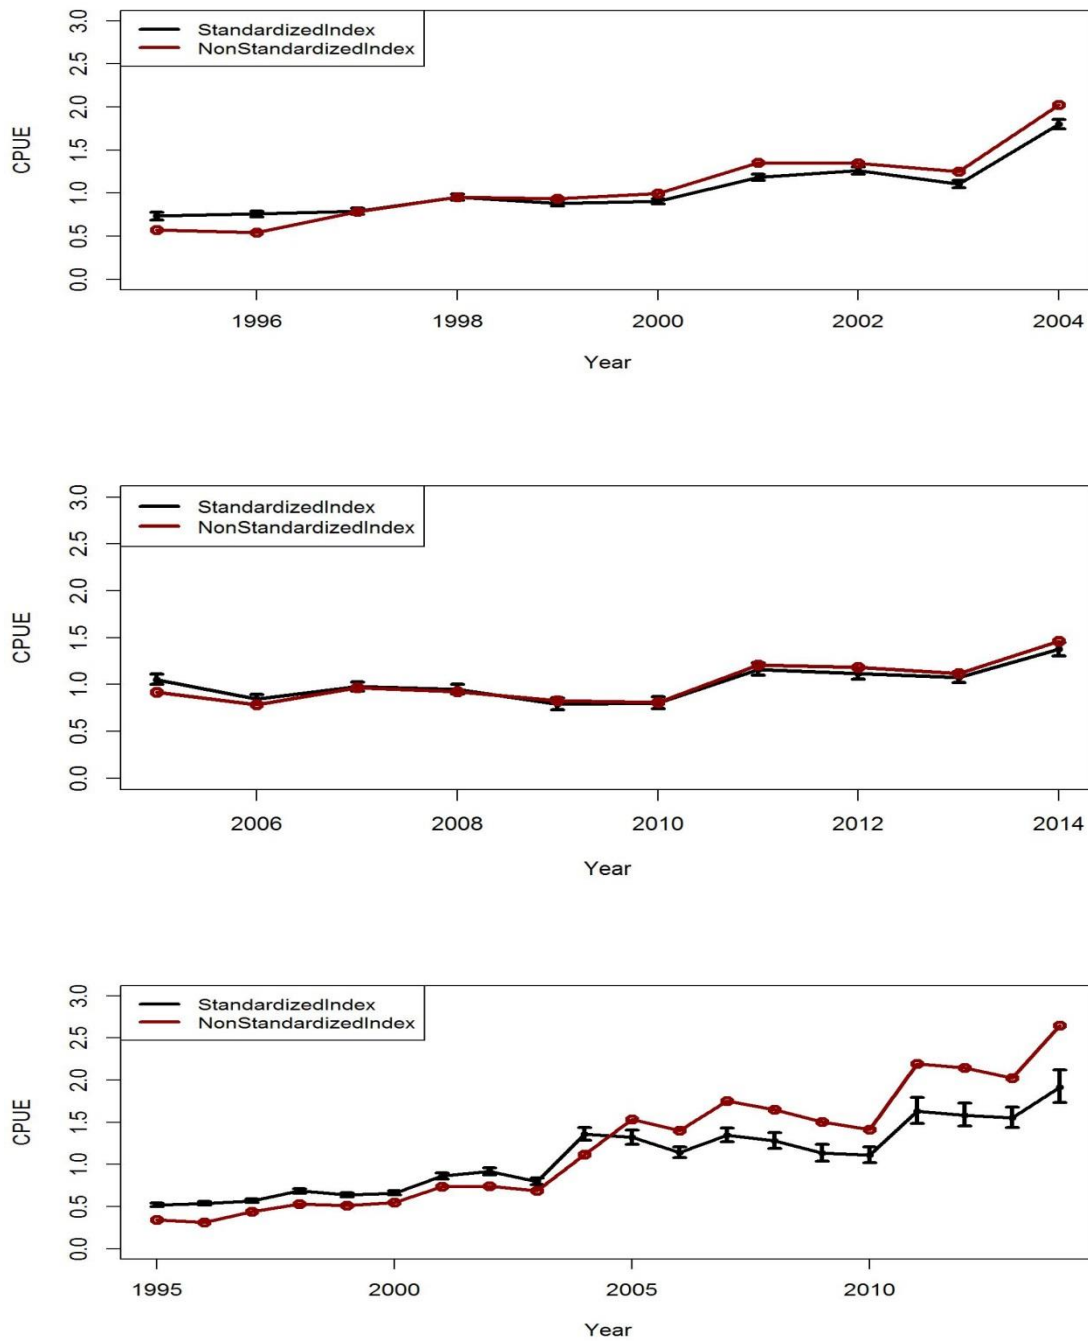 StandardizedIndex
NonStandardizedIndex
3.0
2.5
2.0
1.5
1.0
0.5
0.0
CPUE
1996 1998 2000 2002 2004
Year
StandardizedIndex
NonStandardizedIndex
3.0
2.5
2.0
1.5
1.0
0.5
0.0
CPUE
2006 2008 2010 2012 2014
Year
StandardizedIndex
NonStandardizedIndex
3.0
2.5
2.0
1.5
1.0
0.5
0.0
CPUE
1995 2000 2005 2010
Year